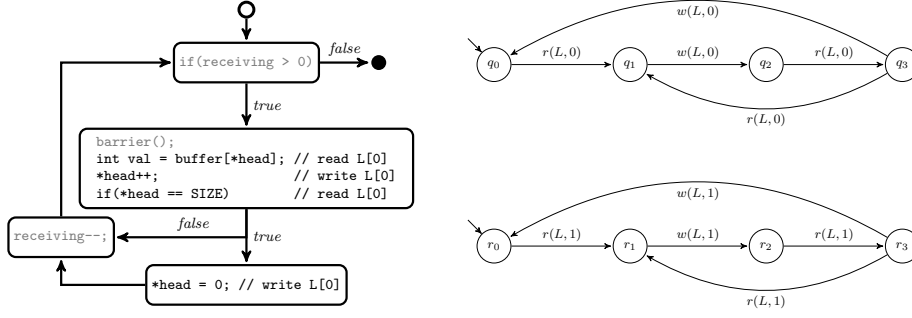 if(receiving > 0)
false
true
barrier();
int val = buffer[*head]; // read L[0]
*head++; // write L[0]
if(*head == SIZE) // read L[0]
false
true
receiving--;
*head = 0; // write L[0]
w(L, 0)
q0 r(L, 0) q1 w(L, 0) q2 r(L, 0) q3
r(L, 0)
w(L, 1)
r0 r(L, 1) r1 w(L, 1) r2 r(L, 1) r3
r(L, 1)